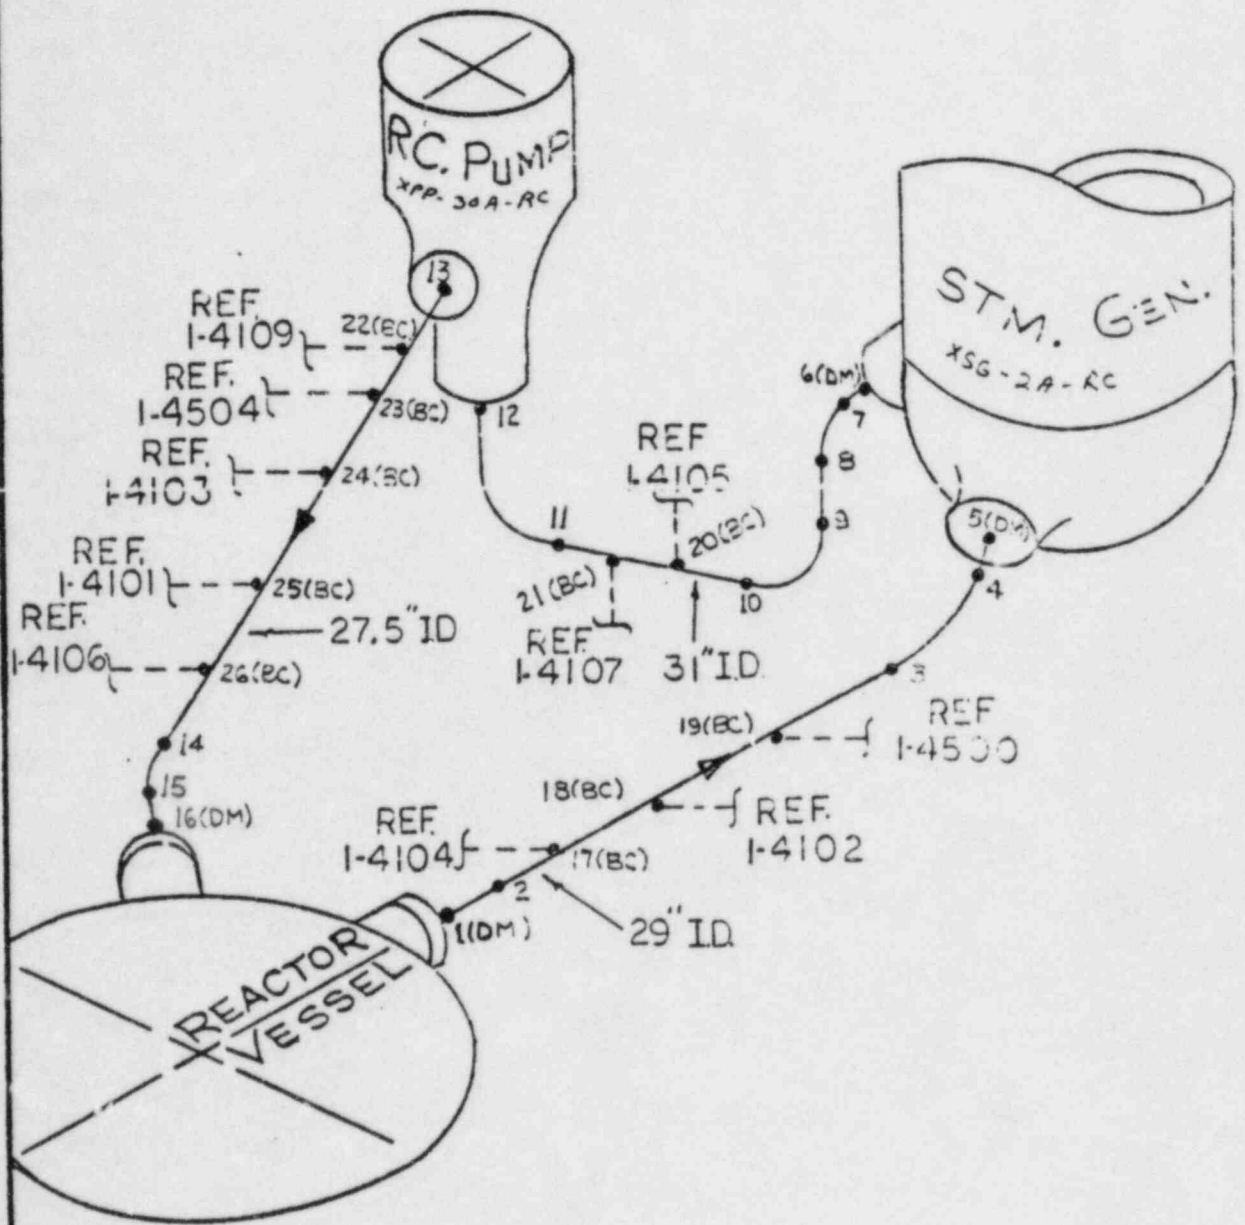 R.C. PUMP
XPP-30A-RC
13
REF.
1-4109
22(BC)
REF.
1-4504
23(BC)
12
STM. GEN.
XSG-2A-RC
6(DM)
7
REF.
1-4103
24(BC)
REF
1-4105
8
11
20(BC)
9
5(DM)
REF.
1-4101
25(BC)
21(BC)
10
4
REF.
1-4106
27.5" I.D
26(BC)
REF.
1-4107
31" I.D.
3
14
19(BC)
REF
1-4500
15
18(BC)
16(DM)
REF.
1-4104
17(BC)
REF.
1-4102
2
1(DM)
29" I.D.
REACTOR
VESSEL